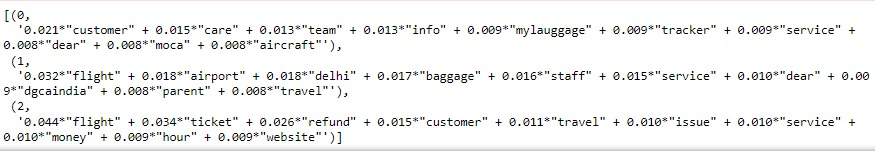 [(0,
'0.021*"customer" + 0.015*"care" + 0.013*"team" + 0.013*"info" + 0.009*"mylauggage" + 0.009*"tracker" + 0.009*"service" +
0.008*"dear" + 0.008*"moca" + 0.008*"aircraft"'),
(1,
'0.032*"flight" + 0.018*"airport" + 0.018*"delhi" + 0.017*"baggage" + 0.016*"staff" + 0.015*"service" + 0.010*"dear" + 0.00
9*"dgcaindia" + 0.008*"parent" + 0.008*"travel"'),
(2,
'0.044*"flight" + 0.034*"ticket" + 0.026*"refund" + 0.015*"customer" + 0.011*"travel" + 0.010*"issue" + 0.010*"service" +
0.010*"money" + 0.009*"hour" + 0.009*"website"')]